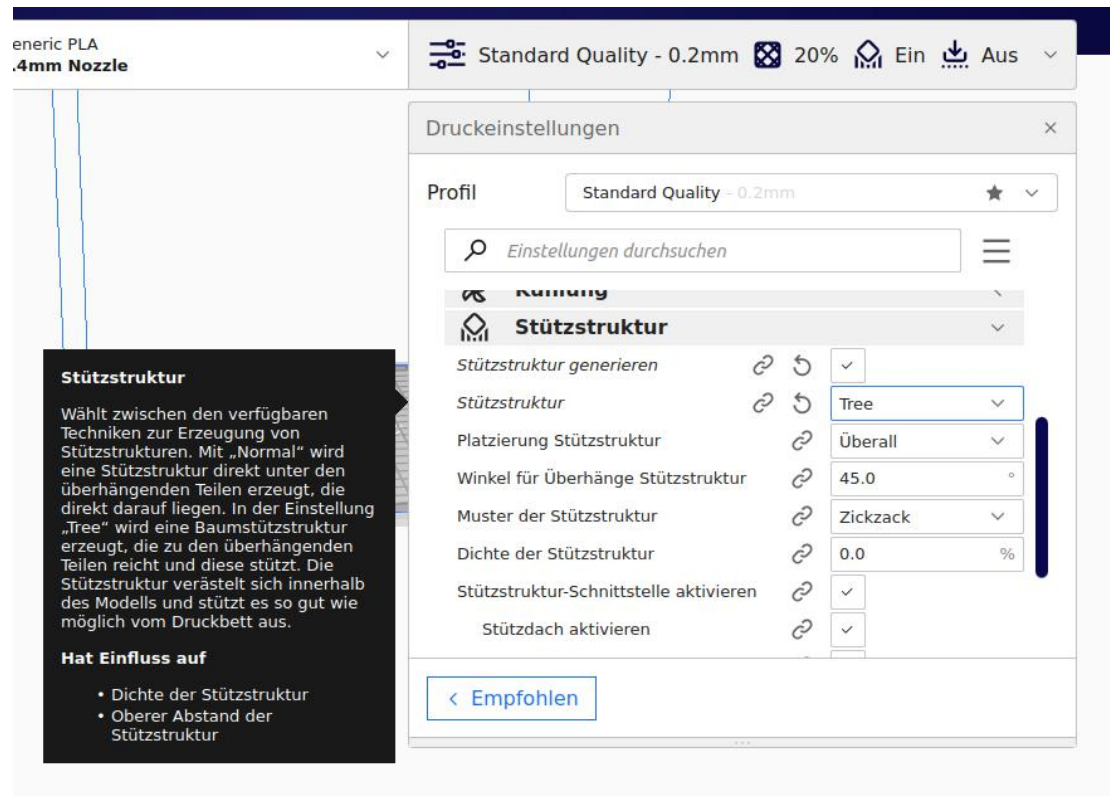 eneric PLA
.4mm Nozzle
Standard Quality - 0.2mm 20% Ein Aus
Druckeinstellungen
Profil Standard Quality - 0.2mm
Einstellungen durchsuchen
Kühlung
Stützstruktur
Stützstruktur generieren
Stützstruktur Tree
Platzierung Stützstruktur Überall
Winkel für Überhänge Stützstruktur 45.0 °
Muster der Stützstruktur Zickzack
Dichte der Stützstruktur 0.0 %
Stützstruktur-Schnittstelle aktivieren
Stützdach aktivieren
Empfohlen
Stützstruktur
Wählt zwischen den verfügbaren
Techniken zur Erzeugung von
Stützstrukturen. Mit „Normal" wird
eine Stützstruktur direkt unter den
überhängenden Teilen erzeugt, die
direkt darauf liegen. In der Einstellung
„Tree" wird eine Baumstützstruktur
erzeugt, die zu den überhängenden
Teilen reicht und diese stützt. Die
Stützstruktur verästelt sich innerhalb
des Modells und stützt es so gut wie
möglich vom Druckbett aus.
Hat Einfluss auf
• Dichte der Stützstruktur
• Oberer Abstand der
Stützstruktur